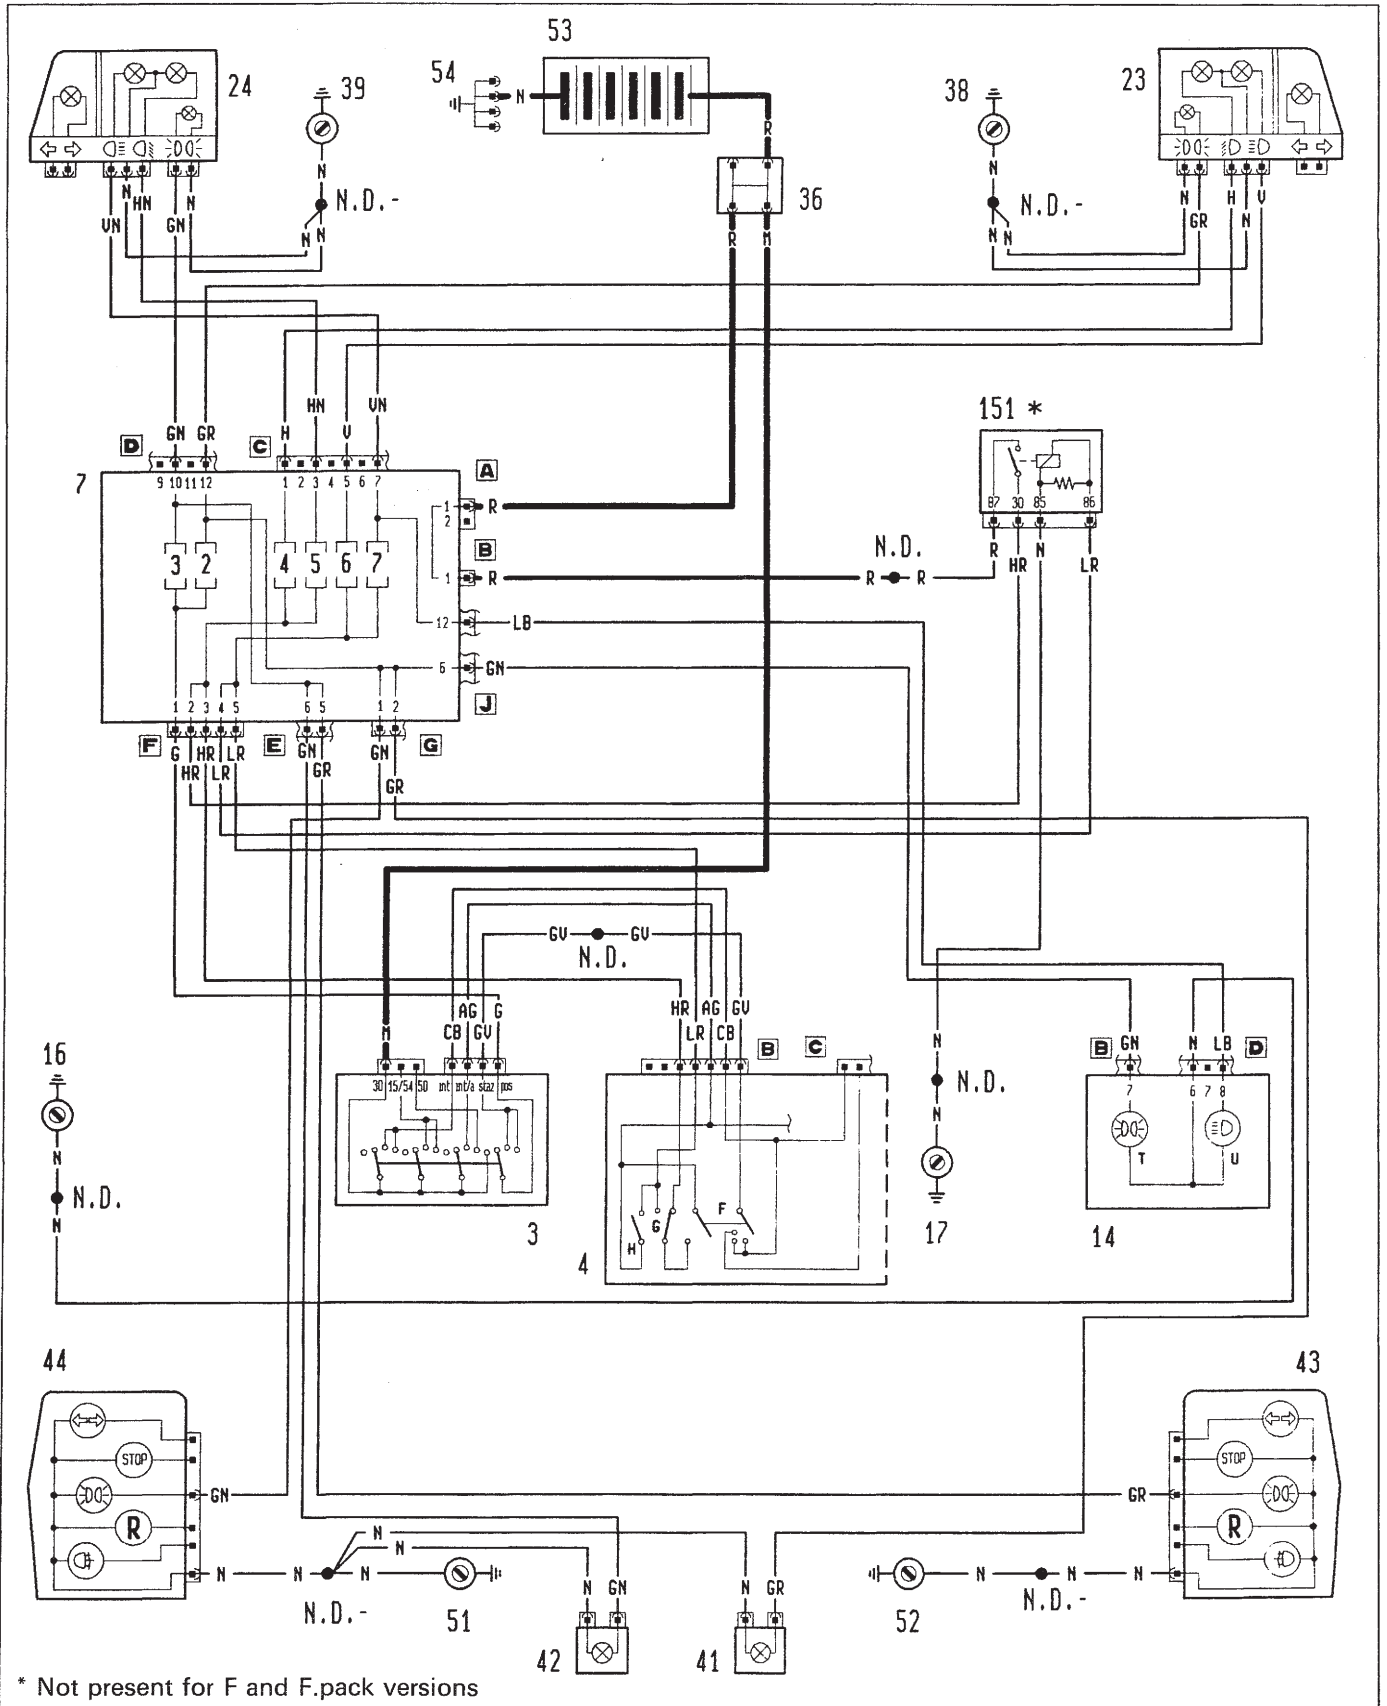 53
24
39
54
N
38
23
R
36
N
N.D.-
N
N.D.-
VN
N
HN
GN
N
N
N
R
M
N
N
N
GR
H
N
V
GN
GR
H
HN
V
VN
151 *
D
C
A
7
9 10 11 12
1 2 3 4 5 6 7
1
2
R
87 30 85 86
R
HR
N
LR
3
2
4
5
6
7
B
1
R
N.D.
R
R
12
LB
6
GN
J
1 2 3 4 5
6 5
1 2
F
E
G
G
HR
HR
LR
LR
GN
GR
GN
GR
GV
GV
N.D.
M
CB
AG
GV
G
HR
LR
AG
CB
GV
B
C
N
B
GN
N
LB
D
16
30 15/54 50
int int/a staz pos
N.D.
7
6 7 8
N
T
U
N
N
N.D.
N
3
H
G
F
4
17
14
44
43
STOP
STOP
GN
GR
R
R
N
N
N
N
N
N.D.-
51
N
GN
N
GR
N
N
N
N.D.-
52
42
41
* Not present for F and F.pack versions